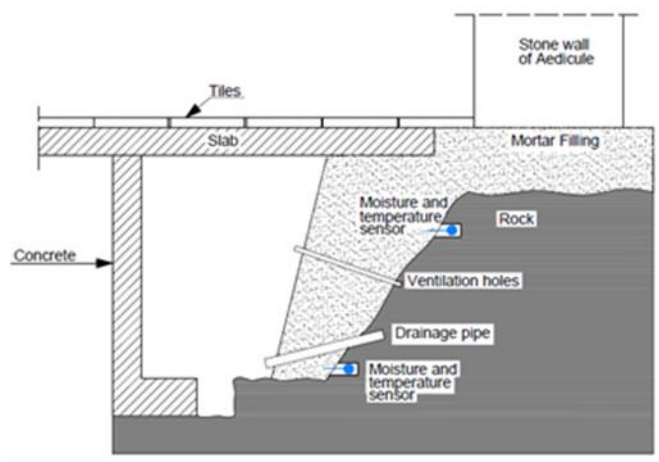 Stone wall
of Aedicule
Tiles
Slab
Mortar Filling
Moisture and
temperature
sensor
Rock
Concrete
Ventilation holes
Drainage pipe
Moisture and
temperature
sensor